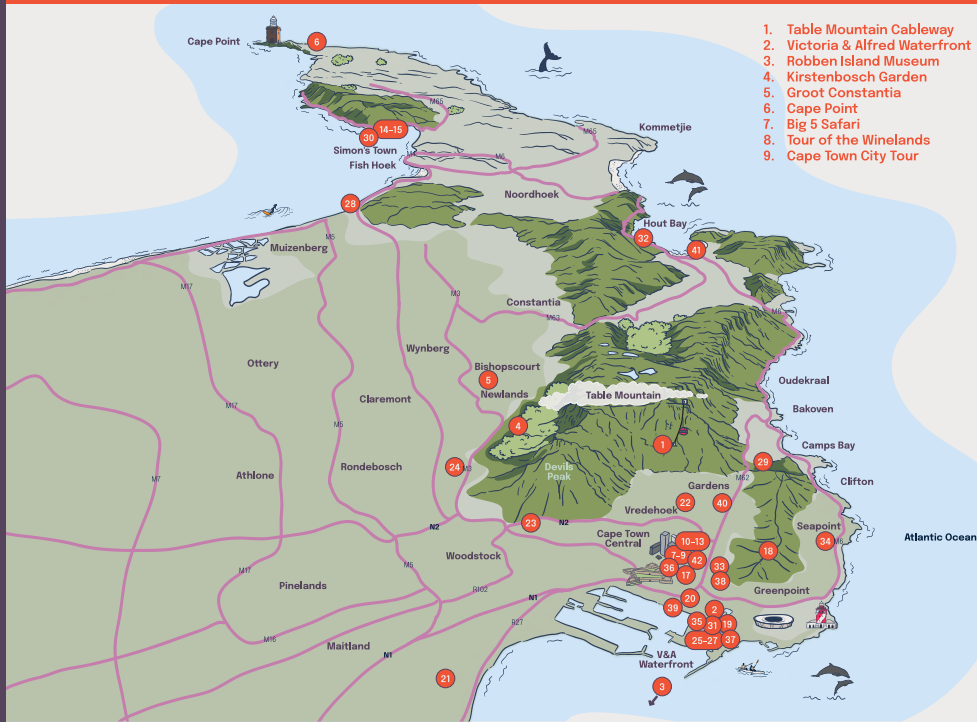 1. Table Mountain Cableway
2. Victoria & Alfred Waterfront
3. Robben Island Museum
4. Kirstenbosch Garden
5. Groot Constantia
6. Cape Point
7. Big 5 Safari
8. Tour of the Winelands
9. Cape Town City Tour
Cape Point
6
M65
14-15
30
M65
Kommetjie
Simon's Town
M4
M6
Fish Hoek
Noordhoek
28
Hout Bay
32
41
M5
Muizenberg
M17
M3
Constantia
M63
M6
Wynberg
Ottery
Bishopscourt
5
Newlands
Table Mountain
Oudekraal
Claremont
M17
Bakoven
4
M5
1
Camps Bay
Rondebosch
24
M3
Devils
Peak
29
Clifton
Athlone
M7
M62
Gardens
22
40
Vredehoek
N2
23
N2
Seapoint
34
M6
Cape Town
Central
10-13
Atlantic Ocean
Woodstock
7-9
42
18
36
17
33
38
M17
M5
Pinelands
R102
Greenpoint
N1
20
39
2
R27
35
31
19
M16
Maitland
N1
25-27
37
V&A
Waterfront
21
3